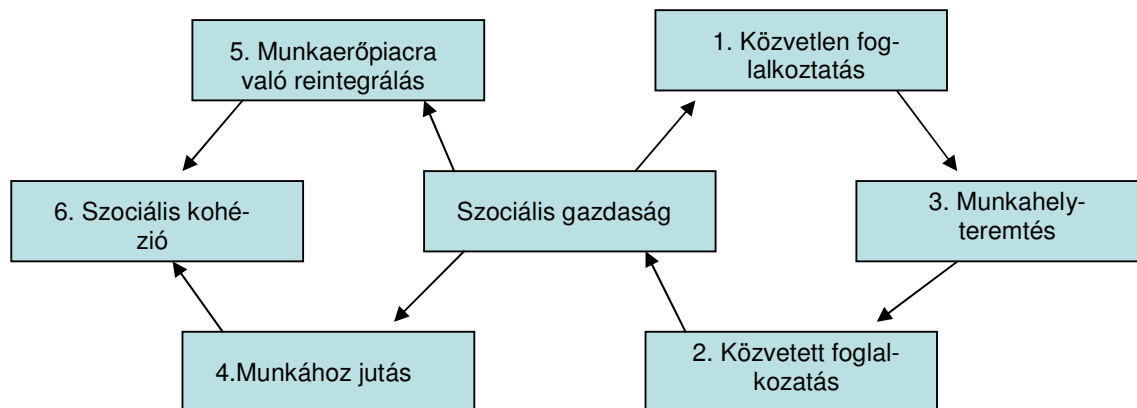 5. Munkaerőpiacra
való reintegrálás
1. Közvetlen fog-
lalkoztatás
6. Szociális kohé-
zió
Szociális gazdaság
3. Munkahely-
teremtés
4.Munkához jutás
2. Közvetett foglal-
kozatás